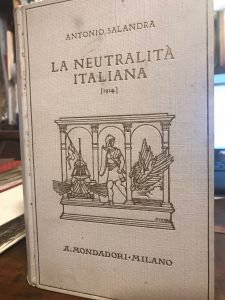 ANTONIO SALANDRA
LA NEUTRALITÀ
ITALIANA
[1914]
A. MONDADORI · MILANO